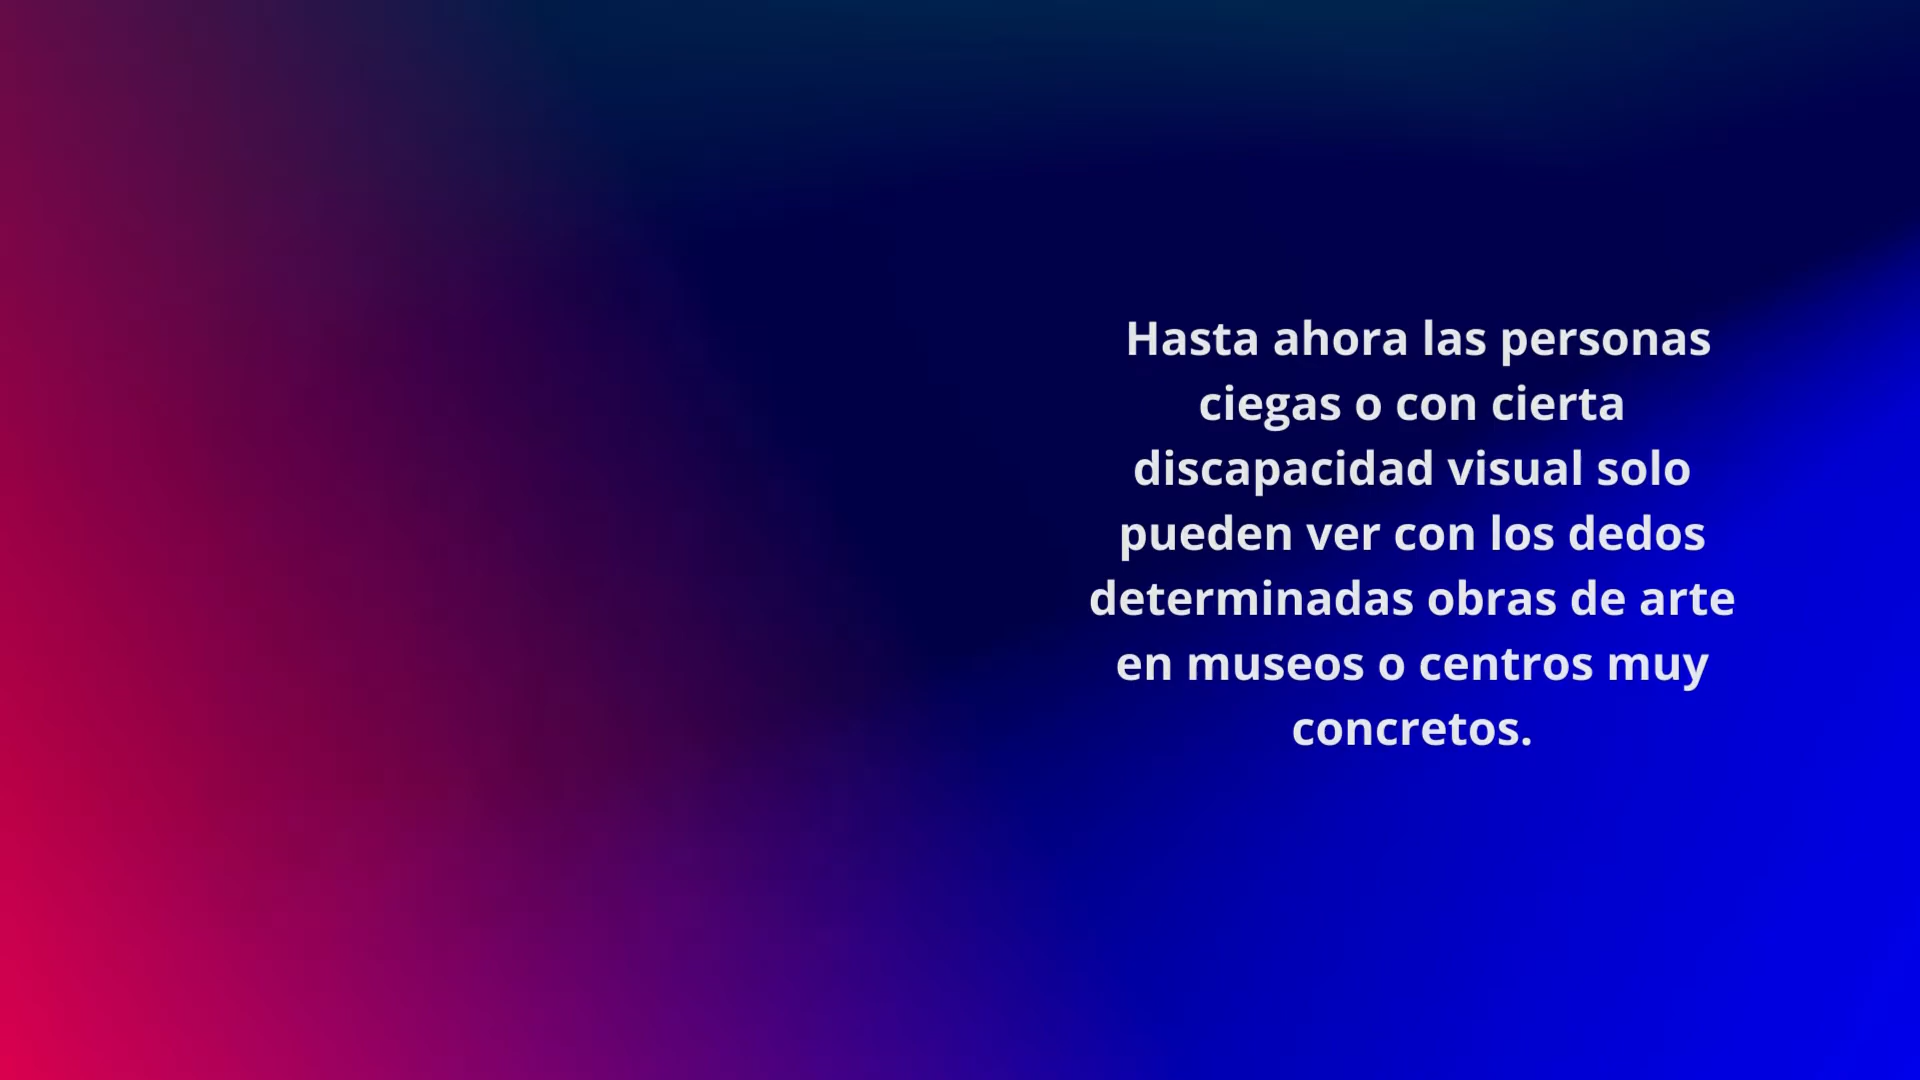 Hasta ahora las personas
ciegas o con cierta
discapacidad visual solo
pueden ver con los dedos
determinadas obras de arte
en museos o centros muy
concretos.